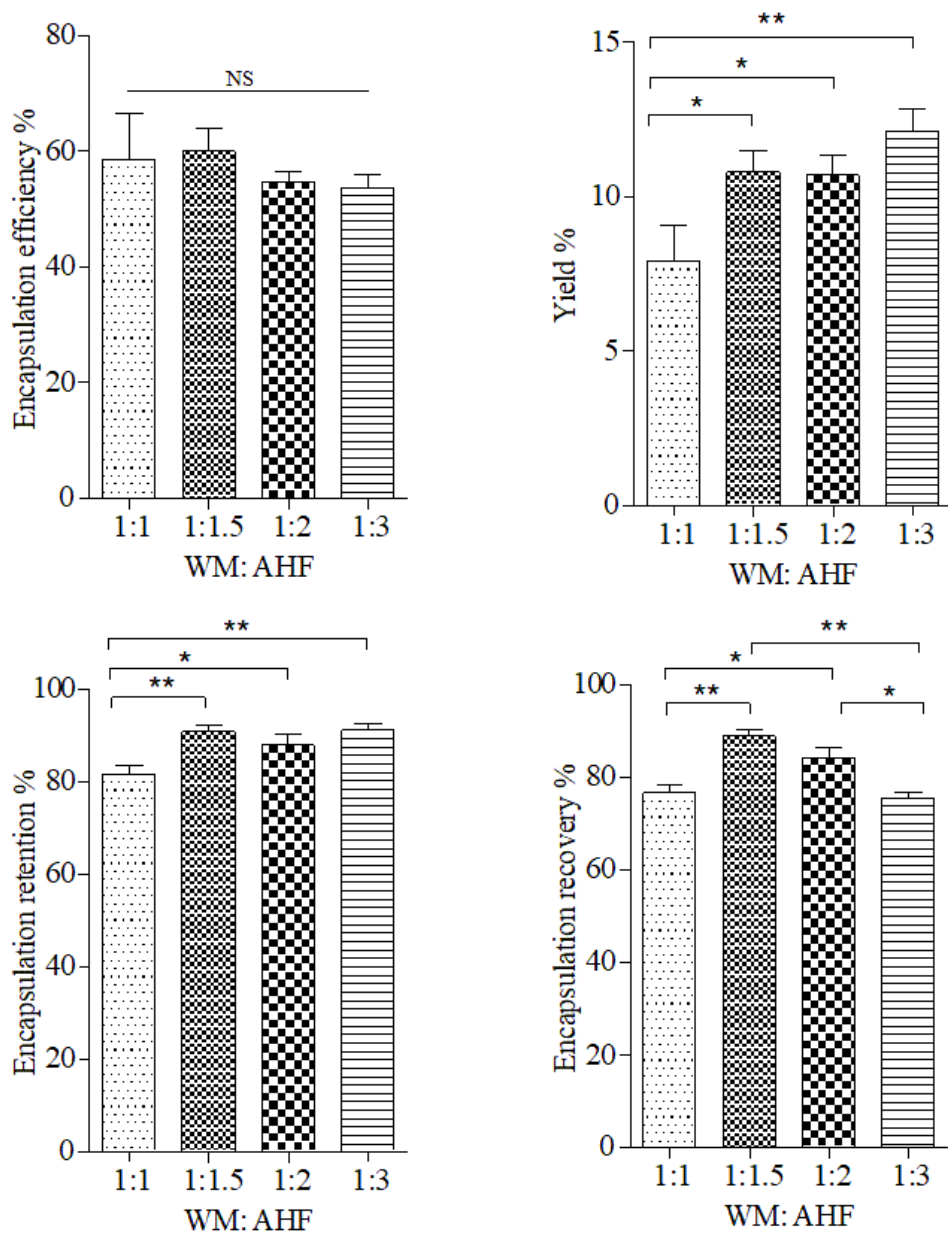 Encapsulation efficiency %
80
60
40
20
0
NS
1:1 1:1.5 1:2 1:3
WM: AHF
Yield %
15
10
5
0
**
*
*
1:1 1:1.5 1:2 1:3
WM: AHF
Encapsulation retention %
100
80
60
40
20
0
**
*
**
1:1 1:1.5 1:2 1:3
WM: AHF
Encapsulation recovery %
100
80
60
40
20
0
**
*
**
*
1:1 1:1.5 1:2 1:3
WM: AHF